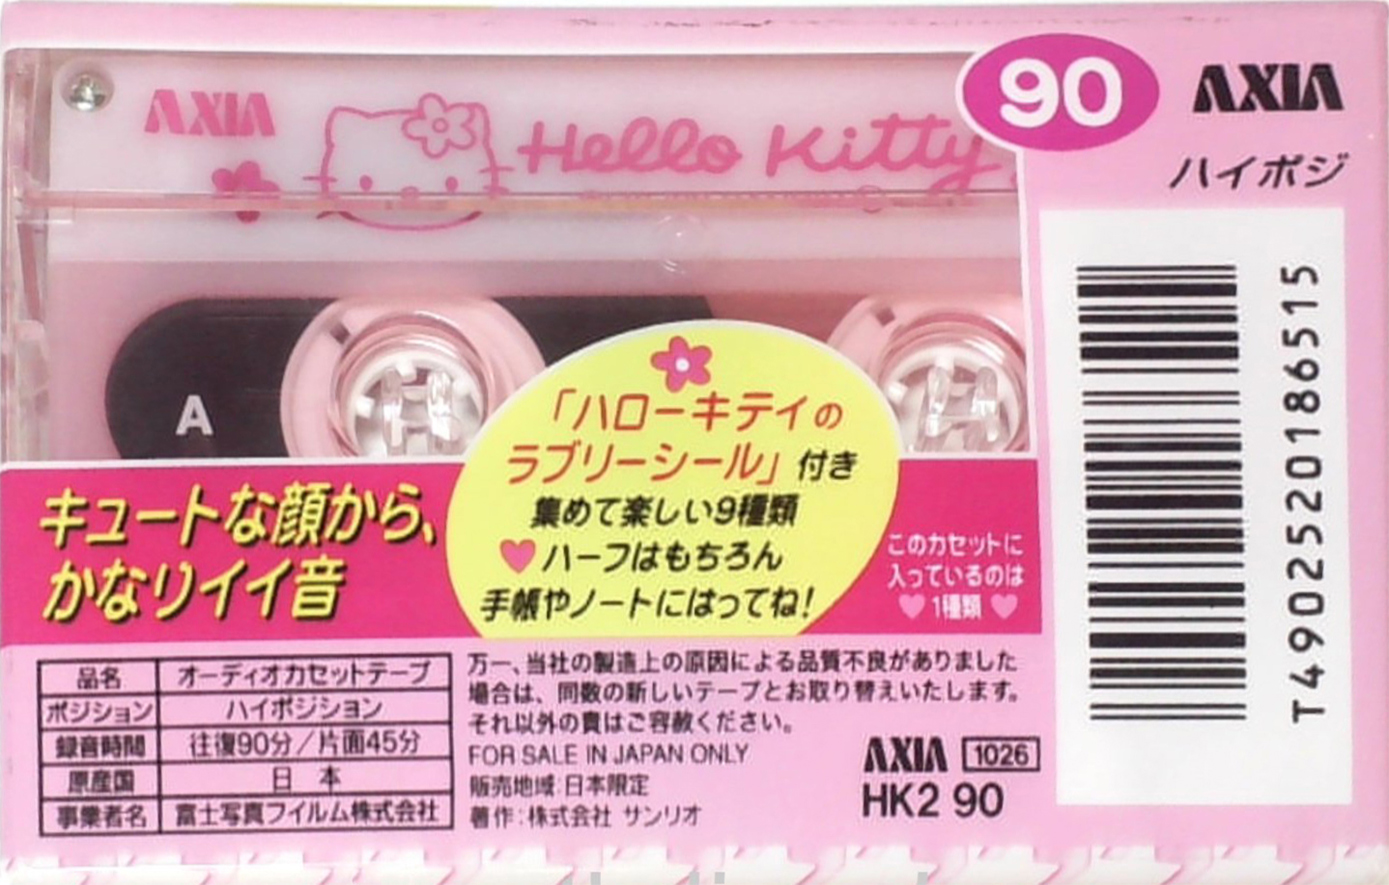 AXIA
Hello Kitty
90
AXIA
ハイポジ
A
「ハローキティの
ラブリーシール」付き
集めて楽しい9種類
♥ハーフはもちろん
手帳やノートにはってね!
キュートな顔から、
かなりイイ音
このカセットに
入っているのは
♥1種類♥
品名 オーディオカセットテープ
ポジション ハイポジション
録音時間 往復90分/片面45分
原産国 日 本
事業者名 富士写真フイルム株式会社
万一、当社の製造上の原因による品質不良がありました
場合は、同数の新しいテープとお取り替えいたします。
それ以外の責はご容赦ください。
FOR SALE IN JAPAN ONLY
販売地域:日本限定
著作:株式会社 サンリオ
AXIA 1026
HK2 90
T4902520186515